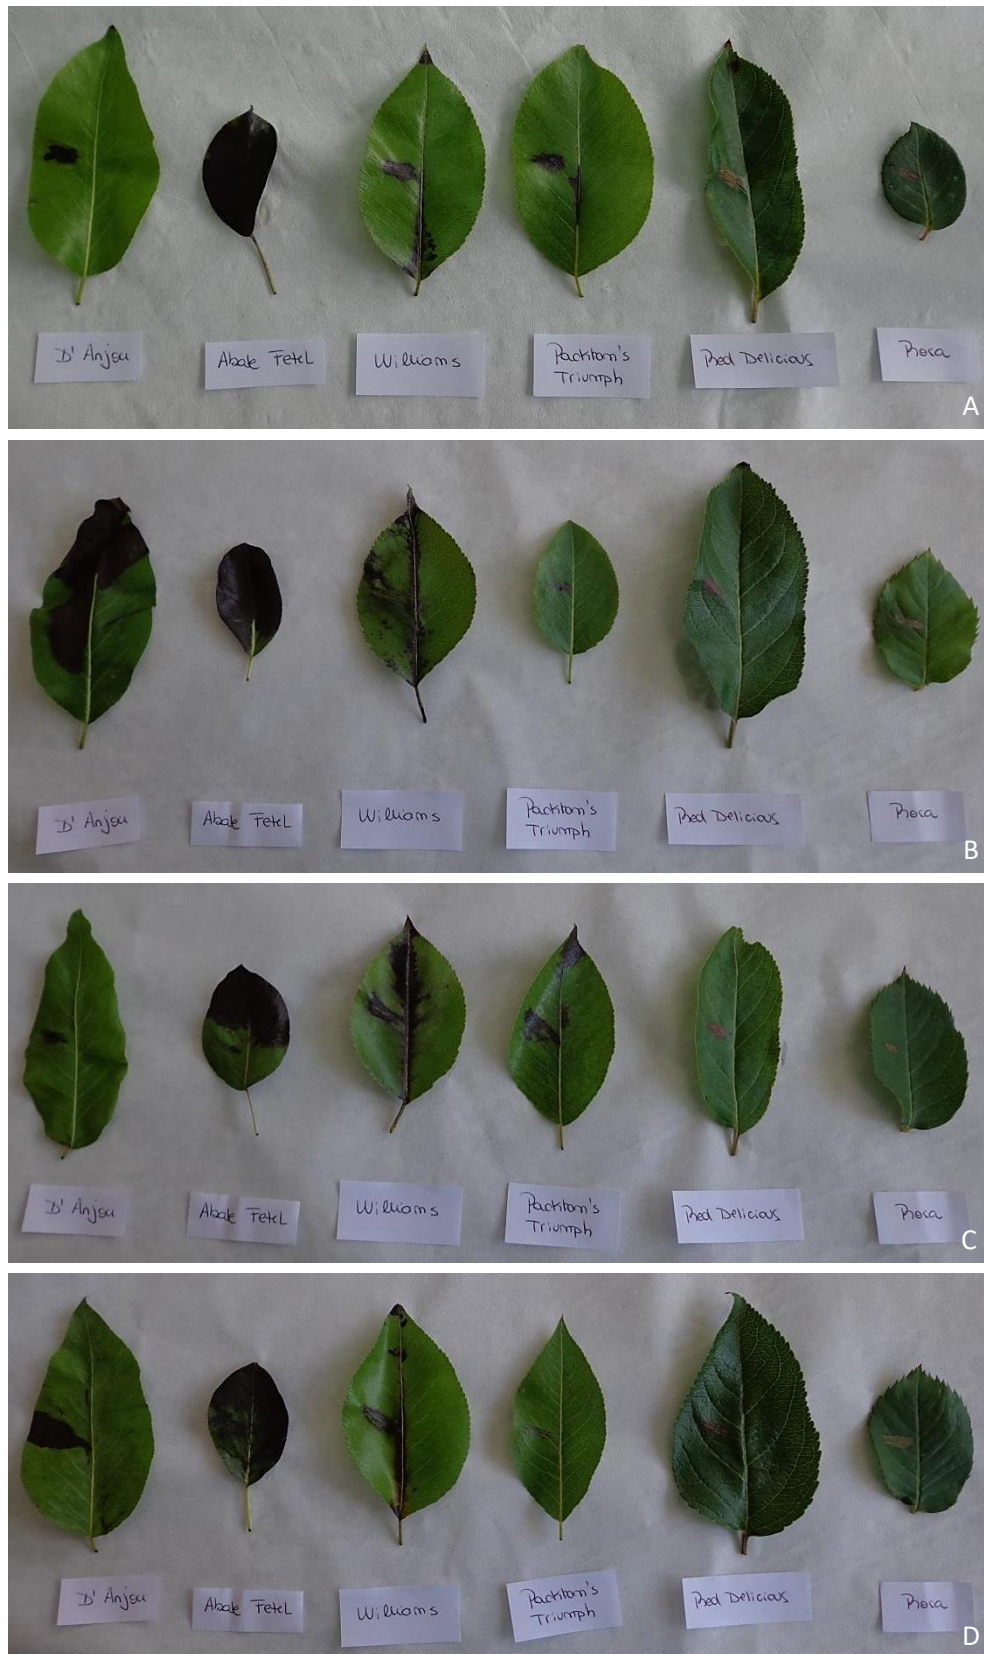 D' Anjou
Abate Fetel
Williams
Packham's
Triumph
Red Delicious
Rosa
A
D' Anjou
Abate Fetel
Williams
Packham's
Triumph
Red Delicious
Rosa
B
D' Anjou
Abate Fetel
Williams
Packham's
Triumph
Red Delicious
Rosa
C
D' Anjou
Abate Fetel
Williams
Packham's
Triumph
Red Delicious
Rosa
D